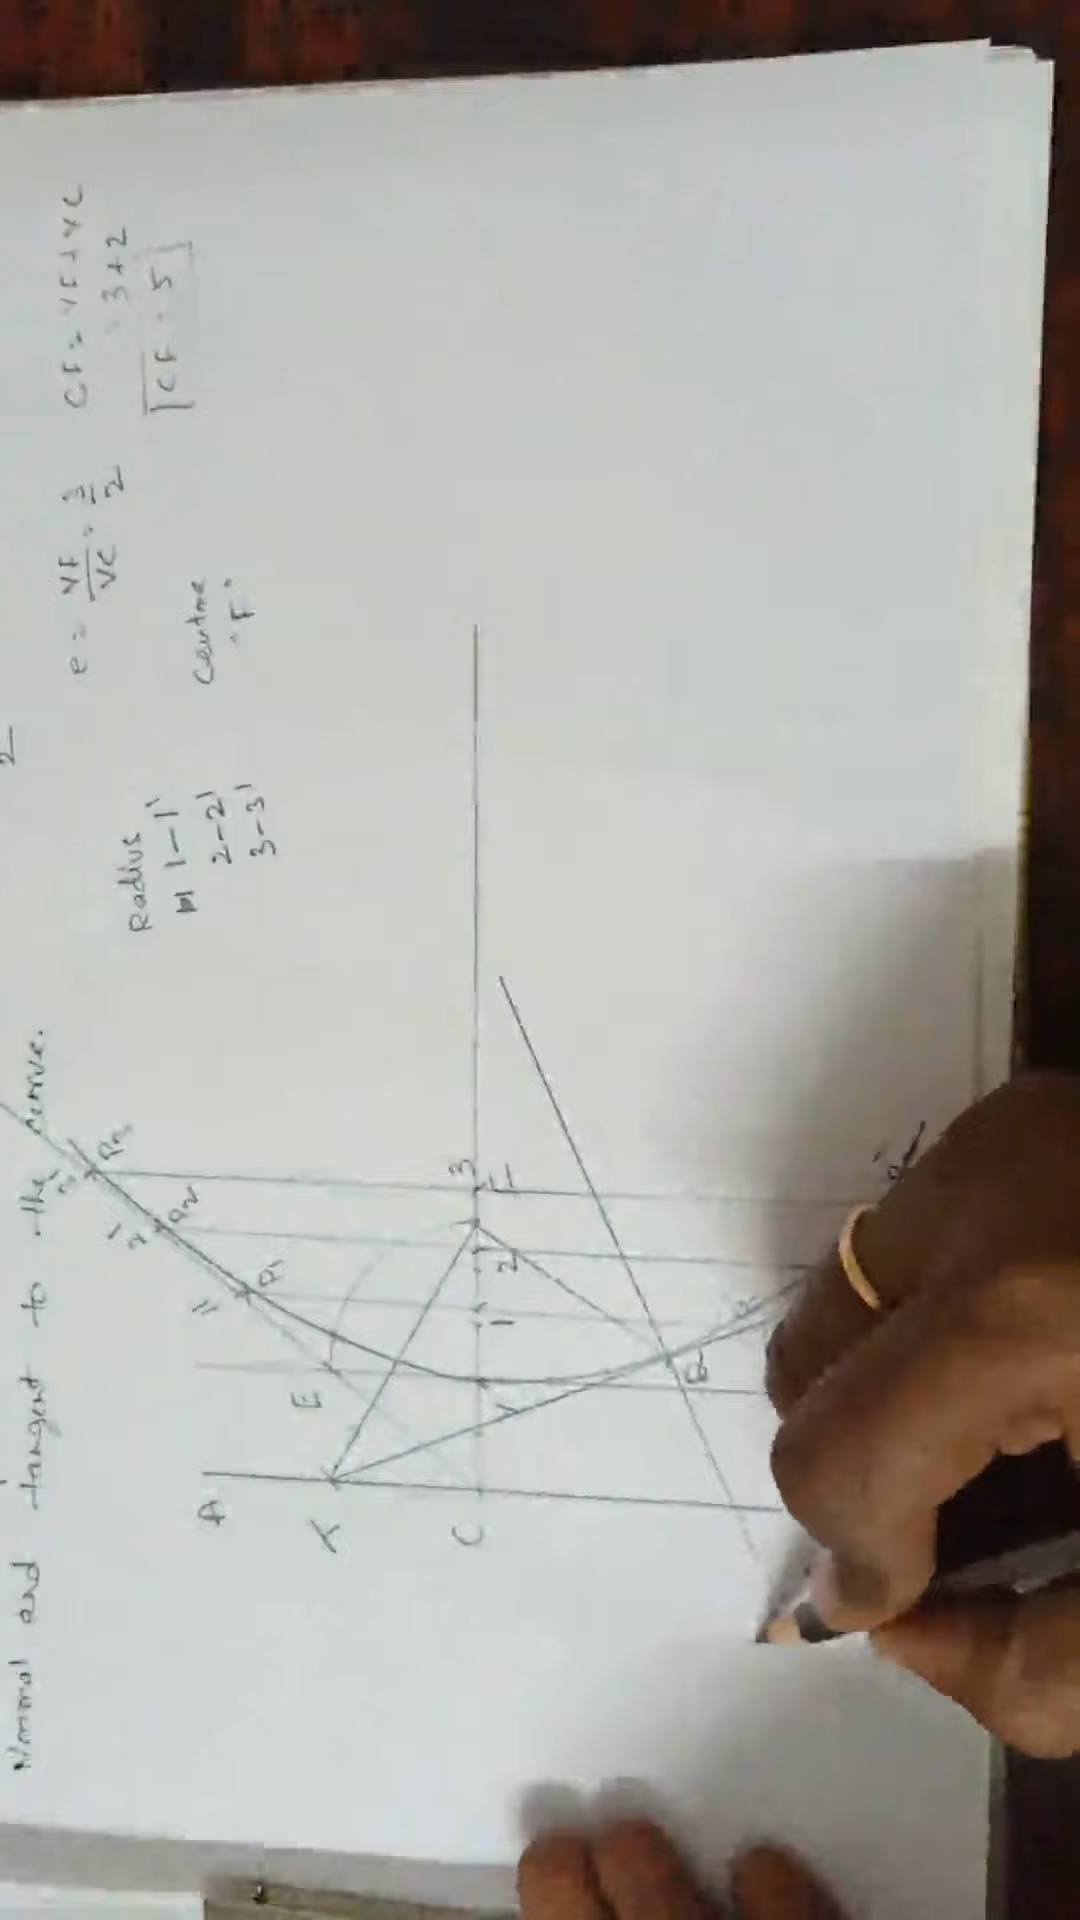 2
Normal and tangent to the curve.
e = VF/VC = 3/2
CF = VF + VC
= 3+2
CF = 5
Radius
1-1'
2-2'
3-3'
Centre
"F"
3'
P3
2'
P2
1'
P1
E
A
T
C
V
1
2
3
F